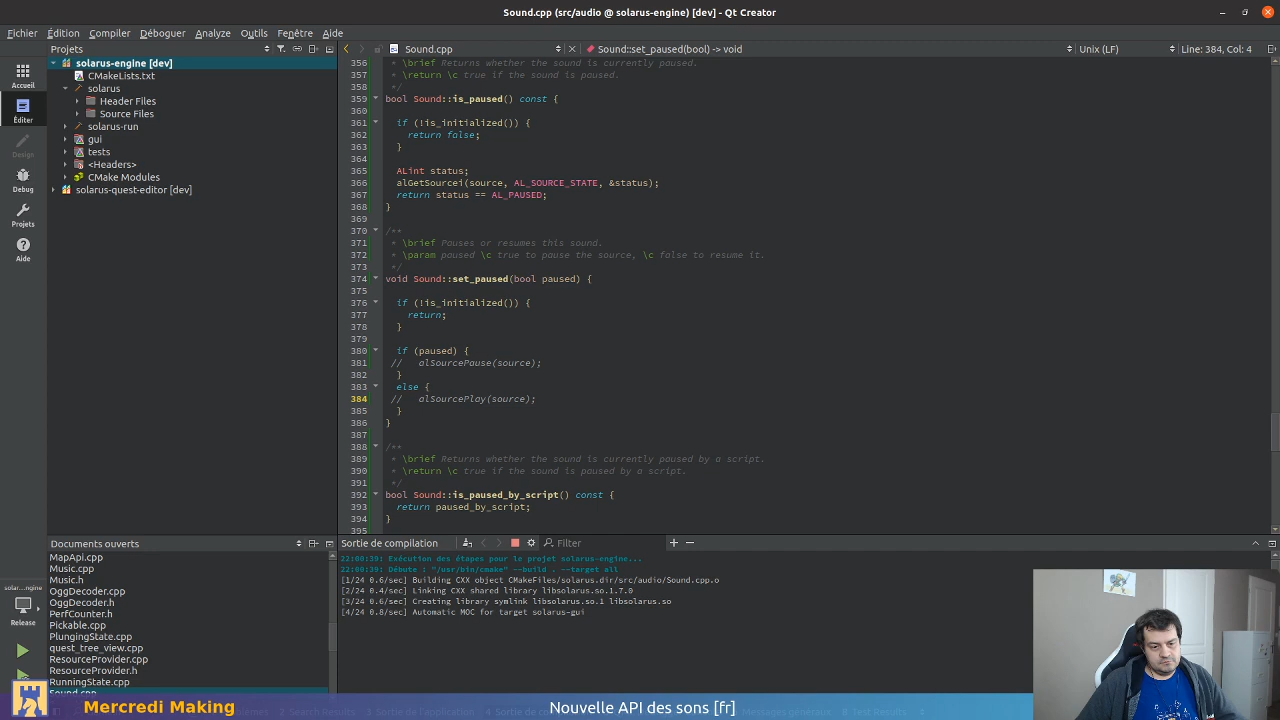 Sound.cpp (src/audio @ solarus-engine) [dev] - Qt Creator
Fichier Édition Compiler Déboguer Analyze Outils Fenêtre Aide
Projets
Sound.cpp
Sound::set_paused(bool) -> void
Unix (LF)
Line: 384, Col: 4
Accueil
Éditer
Design
Debug
Projets
Aide
solarus-engine [dev]
CMakeLists.txt
solarus
Header Files
Source Files
solarus-run
gui
tests
<Headers>
CMake Modules
solarus-quest-editor [dev]
356 * \brief Returns whether the sound is currently paused.
357 * \return \c true if the sound is paused.
358 */
359 bool Sound::is_paused() const {
360
361 if (!is_initialized()) {
362 return false;
363 }
364
365 ALint status;
366 alGetSourcei(source, AL_SOURCE_STATE, &status);
367 return status == AL_PAUSED;
368 }
369
370 /**
371 * \brief Pauses or resumes this sound.
372 * \param paused \c true to pause the source, \c false to resume it.
373 */
374 void Sound::set_paused(bool paused) {
375
376 if (!is_initialized()) {
377 return;
378 }
379
380 if (paused) {
381 // alSourcePause(source);
382 }
383 else {
384 // alSourcePlay(source);
385 }
386 }
387
388 /**
389 * \brief Returns whether the sound is currently paused by a script.
390 * \return \c true if the sound is paused by a script.
391 */
392 bool Sound::is_paused_by_script() const {
393 return paused_by_script;
394 }
395
Documents ouverts
MapApi.cpp
Music.cpp
Music.h
OggDecoder.cpp
OggDecoder.h
PerfCounter.h
Pickable.cpp
PlungingState.cpp
quest_tree_view.cpp
ResourceProvider.cpp
ResourceProvider.h
RunningState.cpp
Sound.cpp
solar...ngine
Release
Sortie de compilation
Filter
22:00:39: Exécution des étapes pour le projet solarus-engine...
22:00:39: Débute : "/usr/bin/cmake" --build . --target all
[1/24 0.6/sec] Building CXX object CMakeFiles/solarus.dir/src/audio/Sound.cpp.o
[2/24 0.4/sec] Linking CXX shared library libsolarus.so.1.7.0
[3/24 0.6/sec] Creating library symlink libsolarus.so.1 libsolarus.so
[4/24 0.8/sec] Automatic MOC for target solarus-gui
Mercredi Making
Nouvelle API des sons [fr]